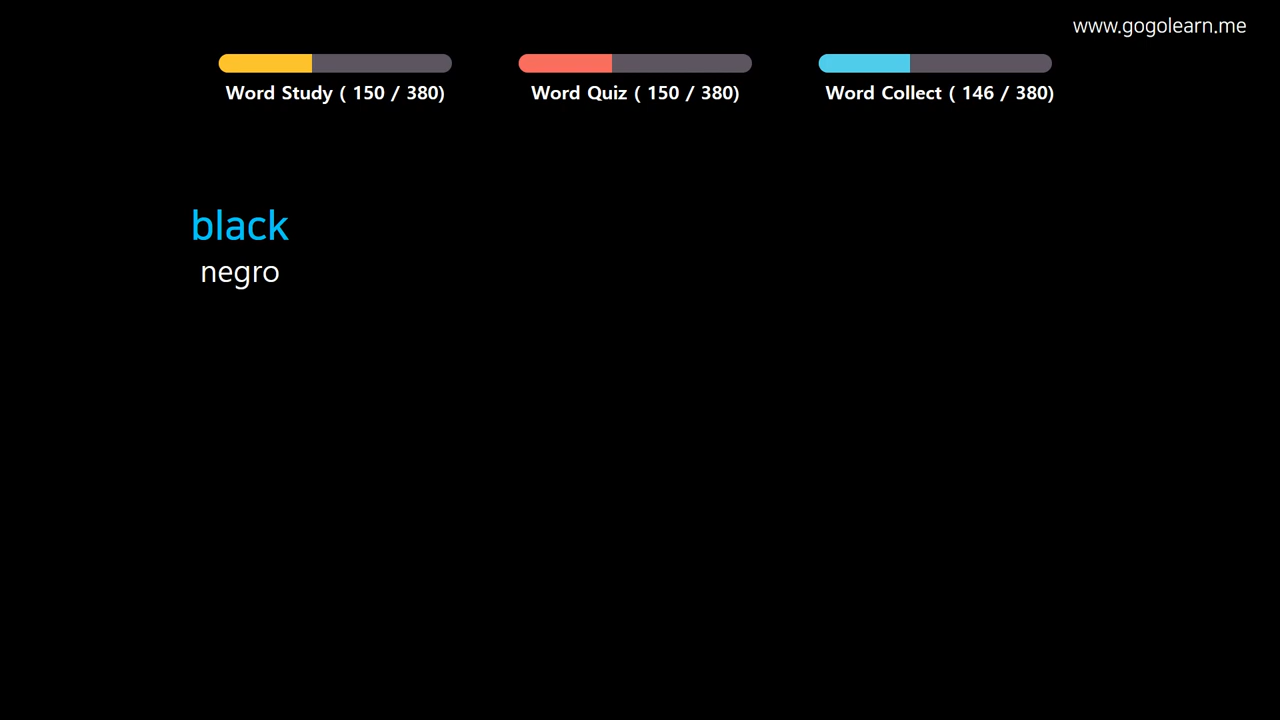 www.gogolearn.me
Word Study ( 150 / 380)
Word Quiz ( 150 / 380)
Word Collect ( 146 / 380)
black
negro